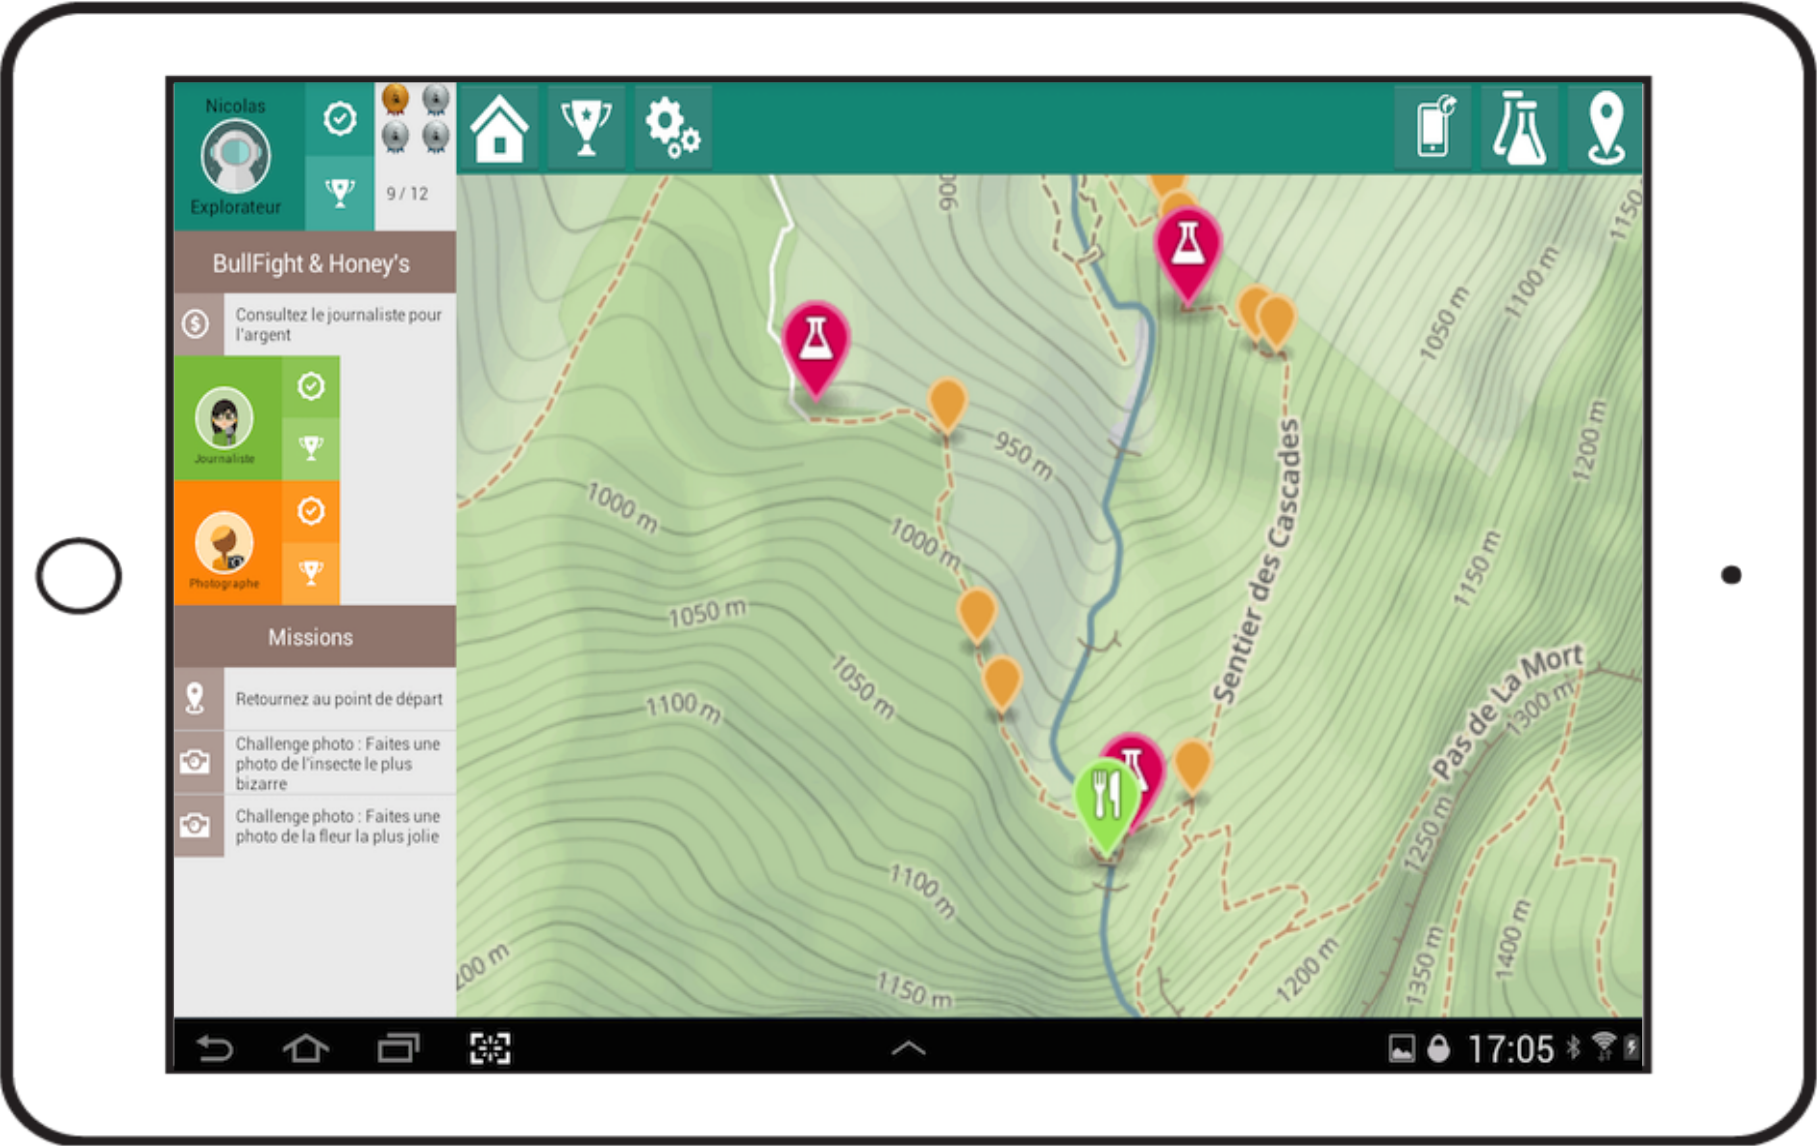 Nicolas
Explorateur
9 / 12
BullFight & Honey's
Consultez le journaliste pour
l'argent
Journaliste
Photographe
Missions
Retournez au point de départ
Challenge photo : Faites une
photo de l'insecte le plus
bizarre
Challenge photo : Faites une
photo de la fleur la plus jolie
900
1150
1100 m
1050 m
950 m
1200 m
1000 m
1000 m
Sentier des Cascades
1150 m
1050 m
1050 m
1100 m
Pas de La Mort
1300 m
1250 m
1100 m
1400 m
1350 m
1200 m
200 m
1150 m
17:05